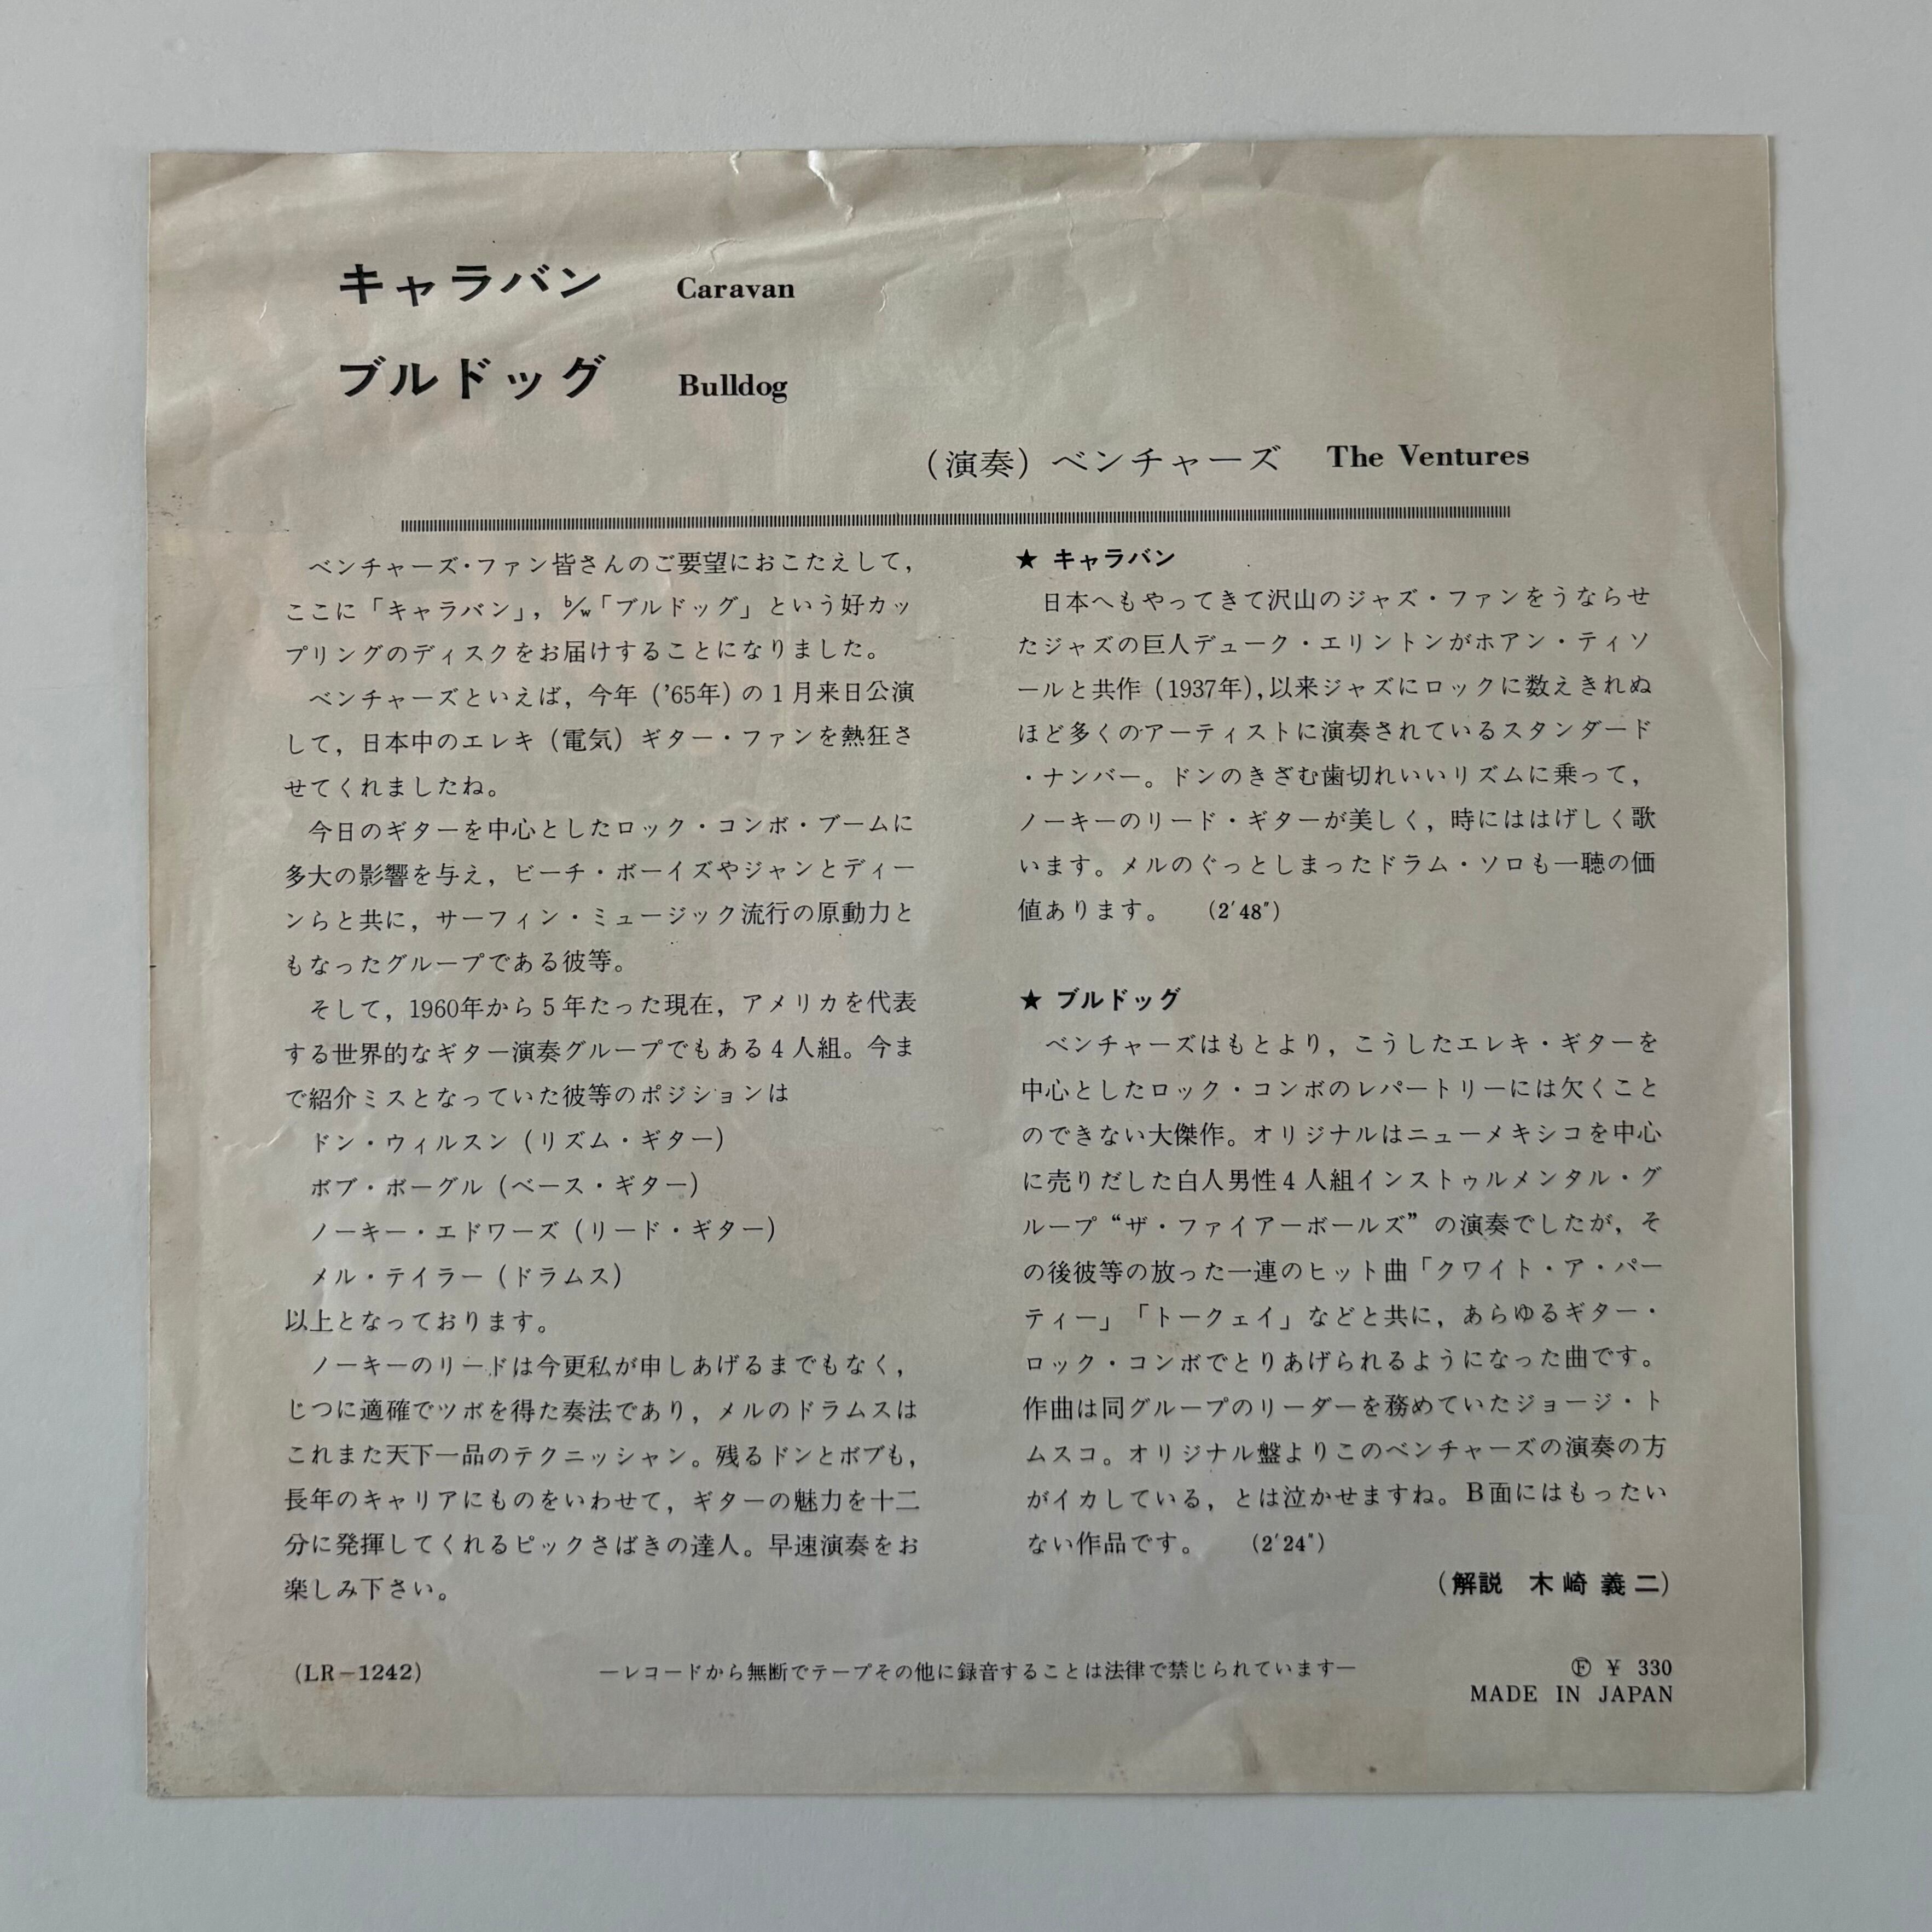 キャラバン Caravan
ブルドッグ Bulldog
(演奏) ベンチャーズ The Ventures
ベンチャーズ・ファン皆さんのご要望におこたえして,
ここに「キャラバン」, b/w「ブルドッグ」という好カッ
プリングのディスクをお届けすることになりました。
ベンチャーズといえば, 今年 ('65年) の1月来日公演
して, 日本中のエレキ (電気) ギター・ファンを熱狂さ
せてくれましたね。
今日のギターを中心としたロック・コンボ・ブームに
多大の影響を与え, ビーチ・ボーイズやジャンとディー
ンらと共に, サーフィン・ミュージック流行の原動力と
もなったグループである彼等。
そして, 1960年から5年たった現在, アメリカを代表
する世界的なギター演奏グループでもある4人組。今ま
で紹介ミスとなっていた彼等のポジションは
ドン・ウィルスン (リズム・ギター)
ボブ・ボーグル (ベース・ギター)
ノーキー・エドワーズ (リード・ギター)
メル・テイラー (ドラムス)
以上となっております。
ノーキーのリードは今更私が申しあげるまでもなく,
じつに適確でツボを得た奏法であり, メルのドラムスは
これまた天下一品のテクニッシャン。残るドンとボブも,
長年のキャリアにものをいわせて, ギターの魅力を十二
分に発揮してくれるピックさばきの達人。早速演奏をお
楽しみ下さい。
★ キャラバン
日本へもやってきて沢山のジャズ・ファンをうならせ
たジャズの巨人デューク・エリントンがホアン・ティソ
ールと共作 (1937年), 以来ジャズにロックに数えきれぬ
ほど多くのアーティストに演奏されているスタンダード
・ナンバー。ドンのきざむ歯切れいいリズムに乗って,
ノーキーのリード・ギターが美しく, 時にははげしく歌
います。メルのぐっとしまったドラム・ソロも一聴の価
値あります。 (2′48″)
★ ブルドッグ
ベンチャーズはもとより, こうしたエレキ・ギターを
中心としたロック・コンボのレパートリーには欠くこと
のできない大傑作。オリジナルはニューメキシコを中心
に売りだした白人男性4人組インストゥルメンタル・グ
ループ“ザ・ファイアーボールズ” の演奏でしたが, そ
の後彼等の放った一連のヒット曲「クワイト・ア・パー
ティー」「トークェイ」などと共に, あらゆるギター・
ロック・コンボでとりあげられるようになった曲です。
作曲は同グループのリーダーを務めていたジョージ・ト
ムスコ。オリジナル盤よりこのベンチャーズの演奏の方
がイカしている, とは泣かせますね。B面にはもったい
ない作品です。 (2′24″)
(解説 木崎義二)
(LR-1242)
―レコードから無断でテープその他に録音することは法律で禁じられています―
Ⓕ ¥ 330
MADE IN JAPAN